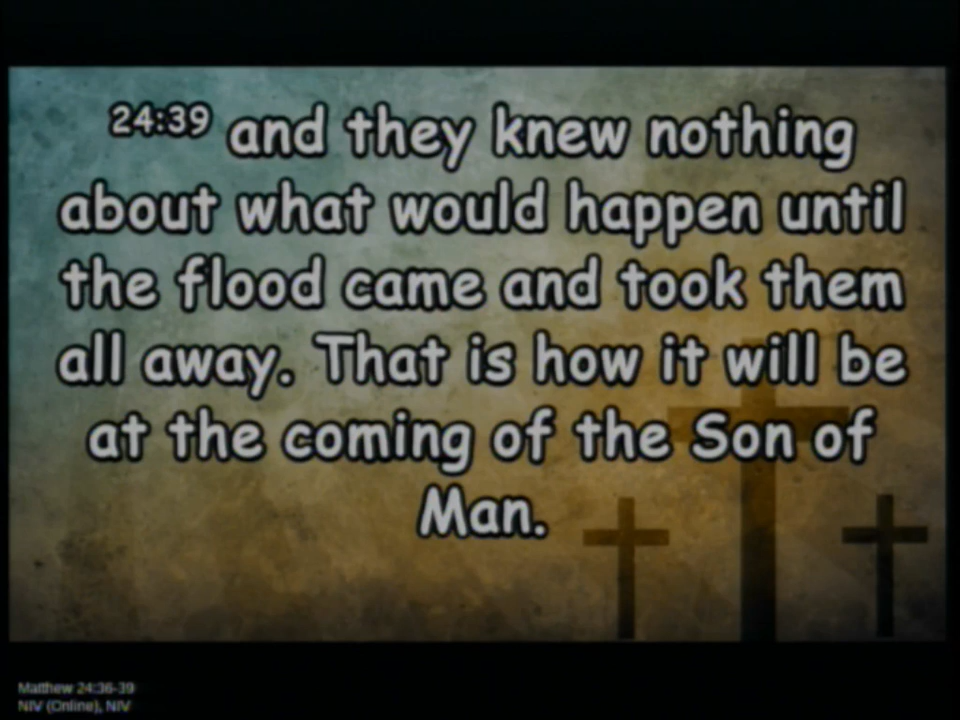 24:39 and they knew nothing
about what would happen until
the flood came and took them
all away. That is how it will be
at the coming of the Son of
Man.
Matthew 24:36-39
NIV (Online), NIV